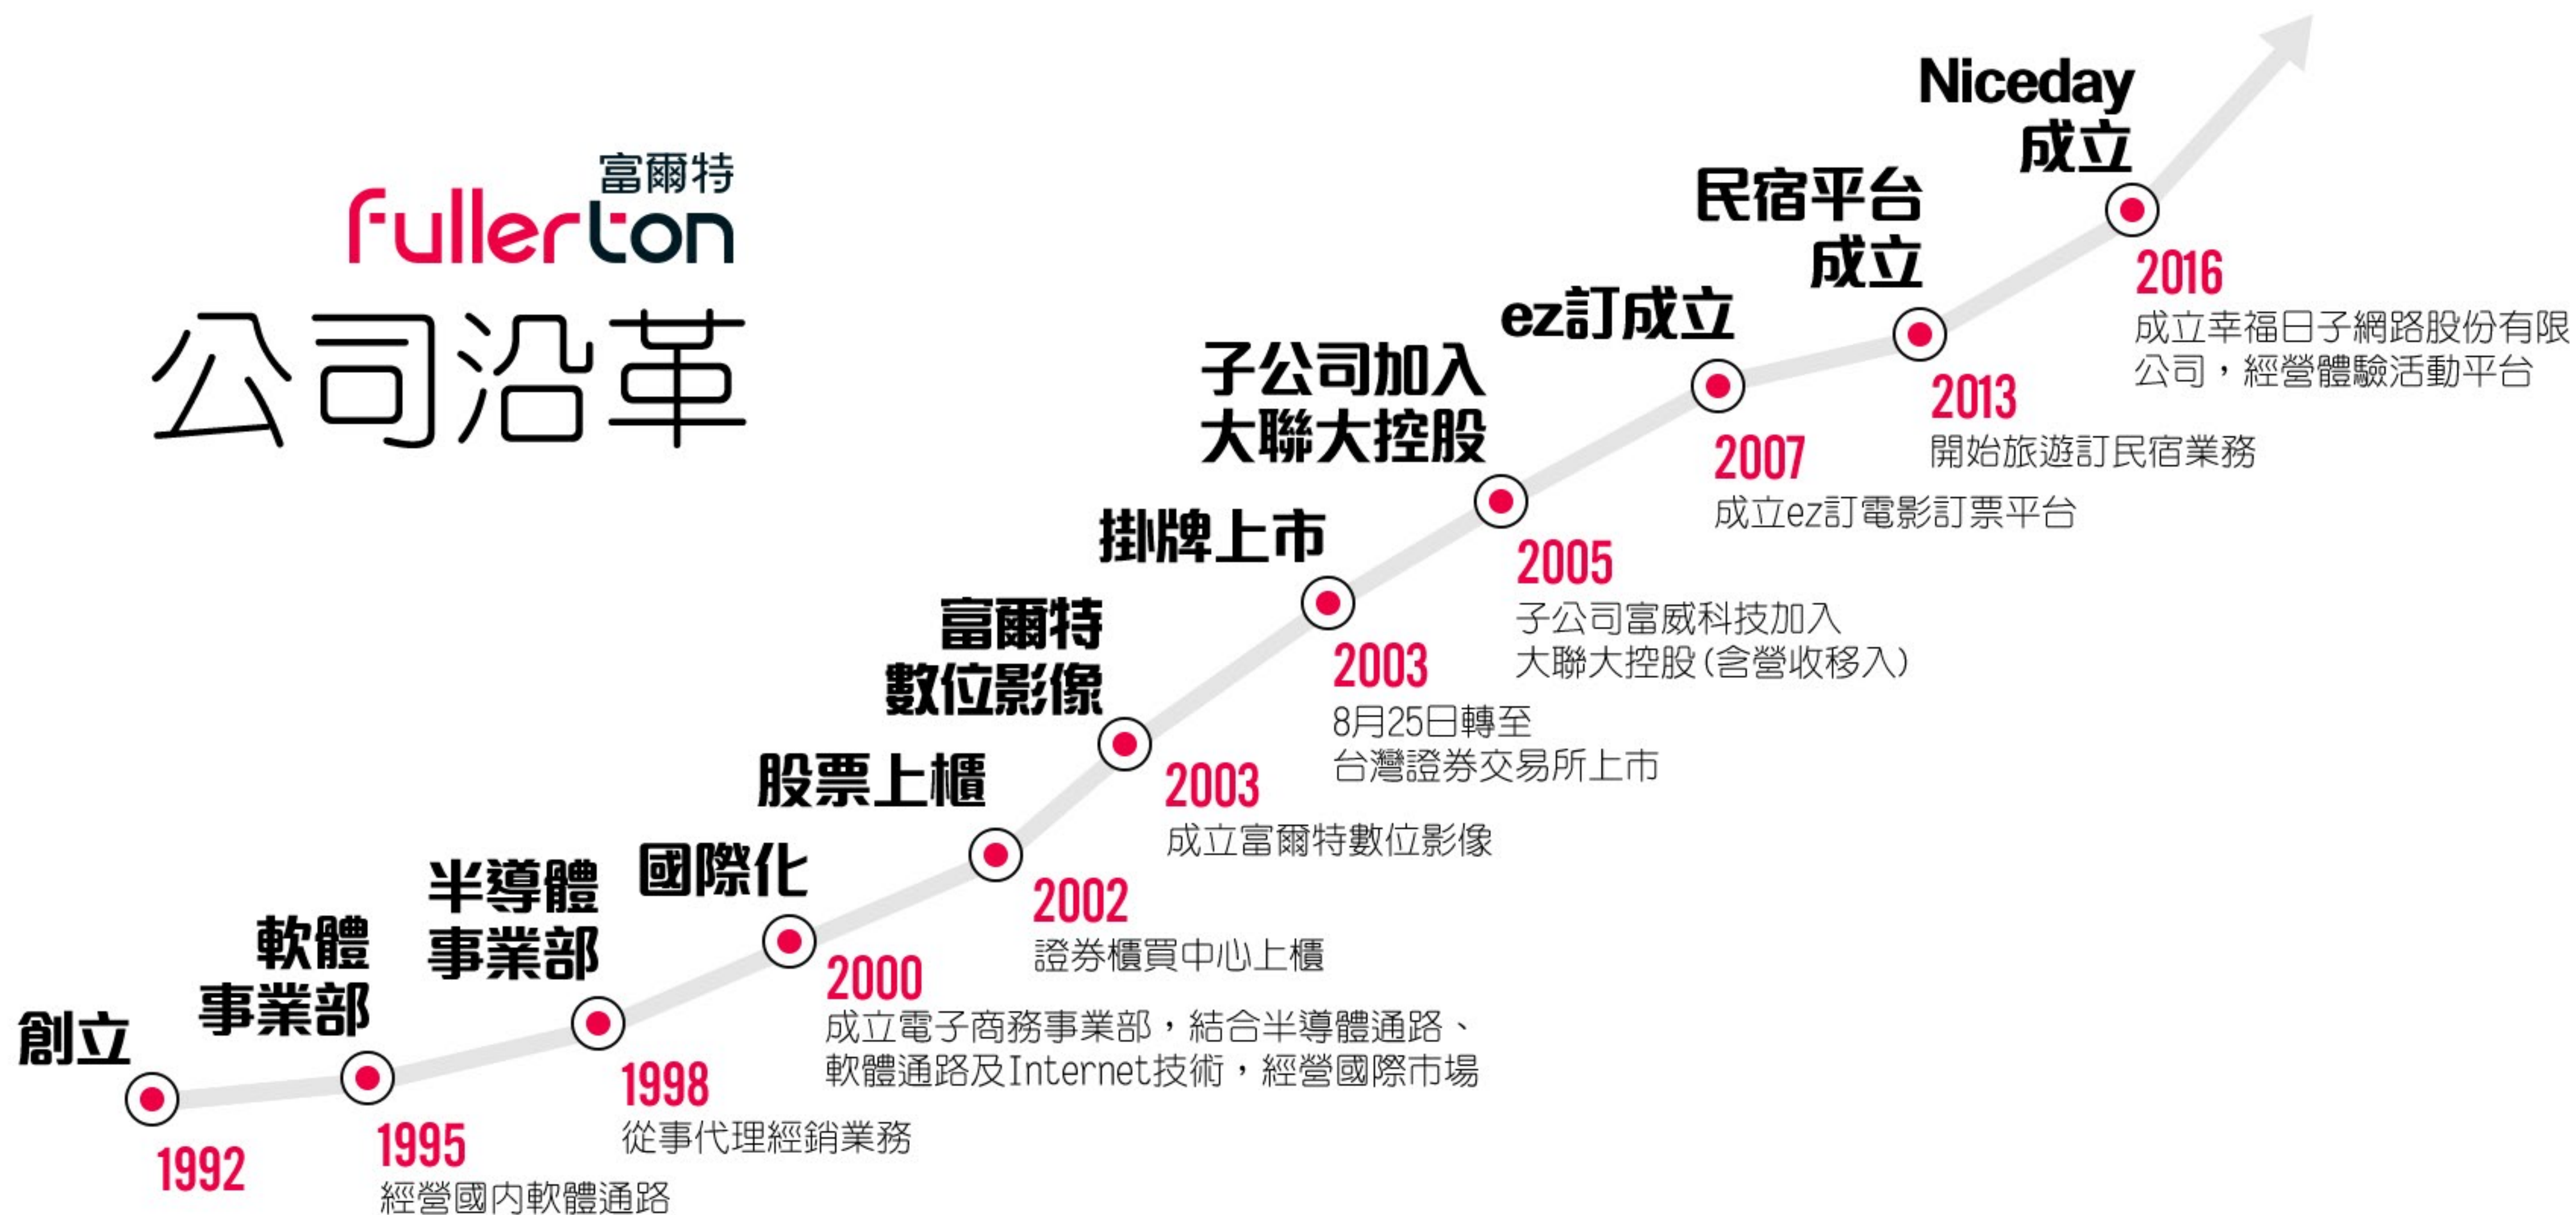 富爾特
fullerton
公司沿革
創立
1992
軟體
事業部
1995
經營國內軟體通路
半導體
事業部
1998
從事代理經銷業務
國際化
2000
成立電子商務事業部，結合半導體通路、
軟體通路及Internet技術，經營國際市場
股票上櫃
2002
證券櫃買中心上櫃
富爾特
數位影像
2003
成立富爾特數位影像
掛牌上市
2003
8月25日轉至
台灣證券交易所上市
子公司加入
大聯大控股
2005
子公司富威科技加入
大聯大控股(含營收移入)
ez訂成立
2007
成立ez訂電影訂票平台
民宿平台
成立
2013
開始旅遊訂民宿業務
Niceday
成立
2016
成立幸福日子網路股份有限
公司，經營體驗活動平台